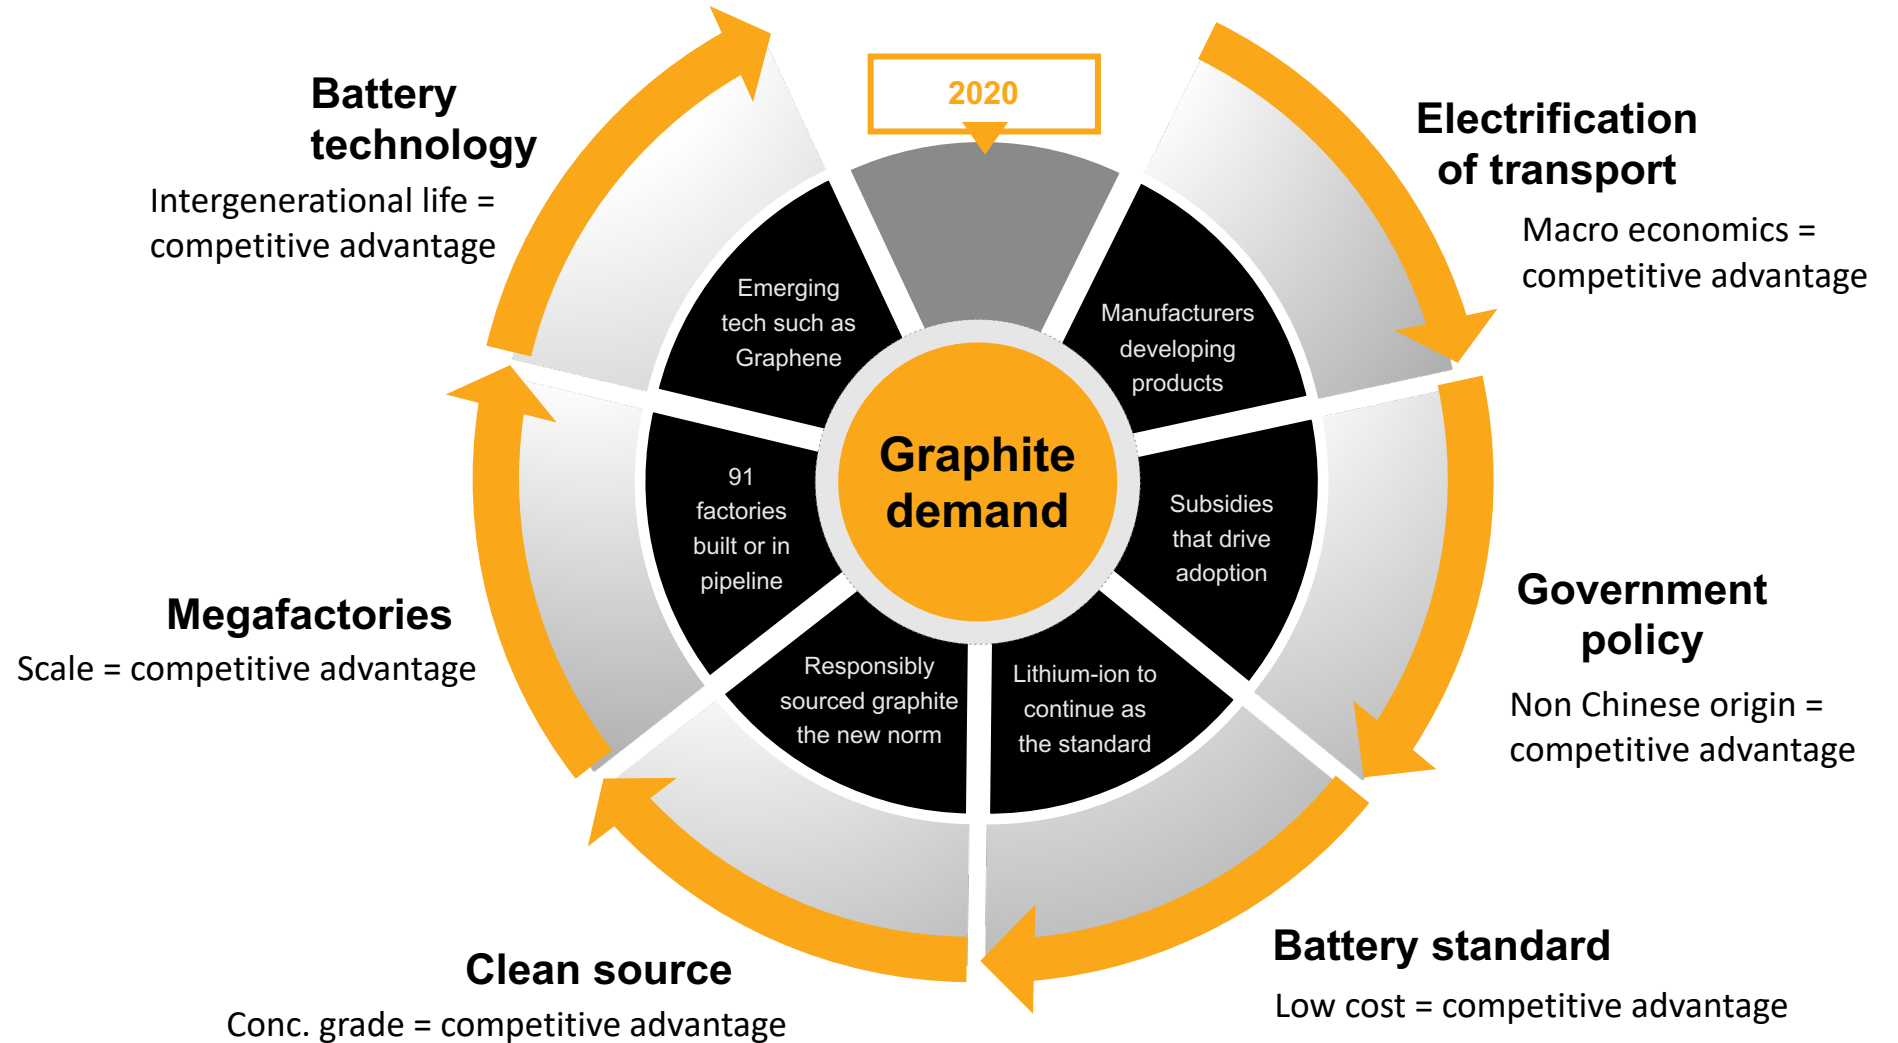 2020
Electrification
of transport
Macro economics =
competitive advantage
Manufacturers
developing
products
Government
policy
Non Chinese origin =
competitive advantage
Subsidies
that drive
adoption
Battery standard
Low cost = competitive advantage
Lithium-ion to
continue as
the standard
Clean source
Conc. grade = competitive advantage
Responsibly
sourced graphite
the new norm
Megafactories
Scale = competitive advantage
91
factories
built or in
pipeline
Battery
technology
Intergenerational life =
competitive advantage
Emerging
tech such as
Graphene
Graphite
demand